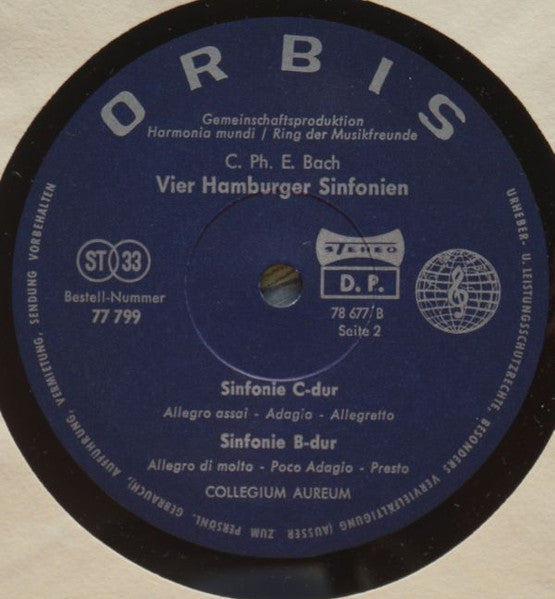 ORBIS
Gemeinschaftsproduktion
Harmonia mundi / Ring der Musikfreunde
C. Ph. E. Bach
Vier Hamburger Sinfonien
ST 33
Bestell-Nummer
77 799
STEREO
D. P.
78 677/B
Seite 2
Sinfonie C-dur
Allegro assai - Adagio - Allegretto
Sinfonie B-dur
Allegro di molto - Poco Adagio - Presto
COLLEGIUM AUREUM
URHEBER- U. LEISTUNGSSCHUTZRECHTE, BESONDERS VERVIELFÄLTIGUNG (AUSSER ZUM PERSÖNL. GEBRAUCH), AUFFÜHRUNG, VERMIETUNG, SENDUNG VORBEHALTEN